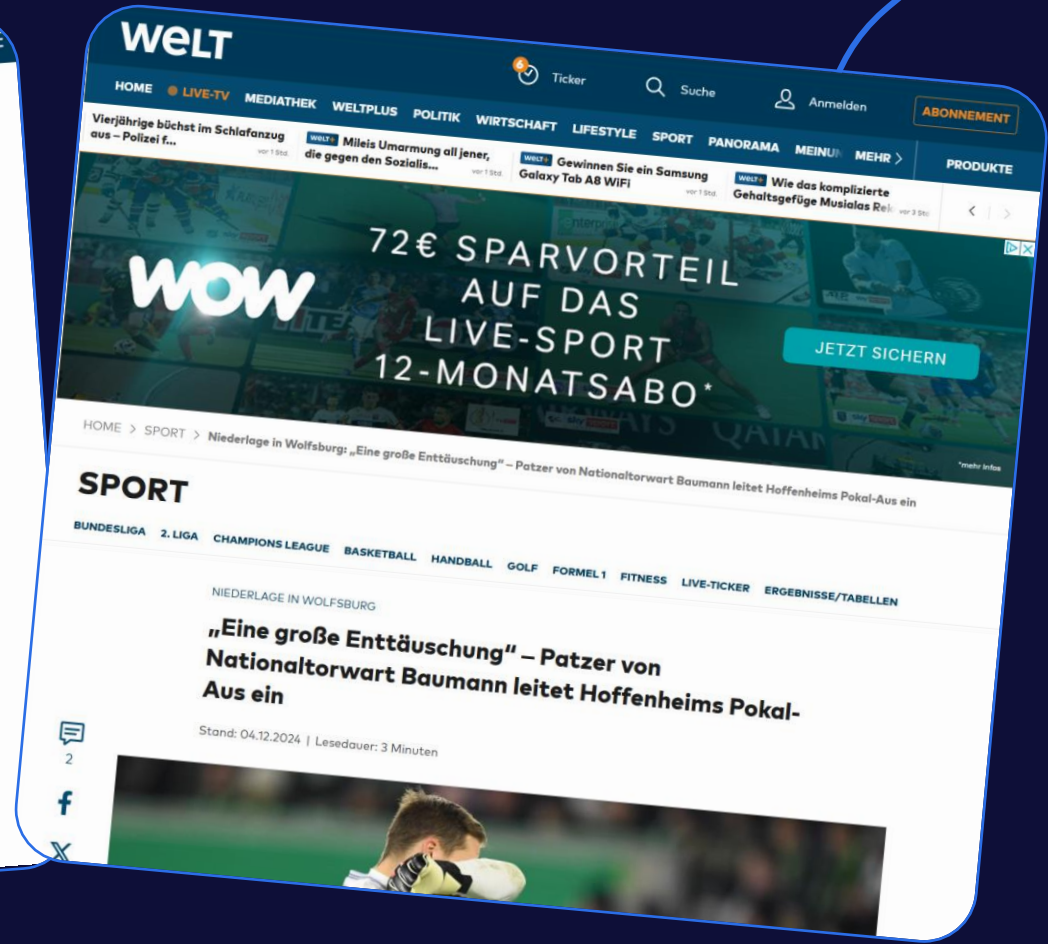 WELT
6
Ticker
Suche
Anmelden
ABONNEMENT
HOME LIVE-TV MEDIATHEK WELTPLUS POLITIK WIRTSCHAFT LIFESTYLE SPORT PANORAMA MEINU MEHR PRODUKTE
Vierjährige büchst im Schlafanzug
aus – Polizei f...
vor 1 Std.
WELT+ Mileis Umarmung all jener,
die gegen den Sozialis...
vor 1 Std.
WELT+ Gewinnen Sie ein Samsung
Galaxy Tab A8 WiFi
vor 1 Std.
WELT+ Wie das komplizierte
Gehaltsgefüge Musialas Rek
vor 3 Std
WOW
72€ SPARVORTEIL
AUF DAS
LIVE-SPORT
12-MONATSABO*
JETZT SICHERN
QATAR
*mehr Infos
HOME > SPORT > Niederlage in Wolfsburg: „Eine große Enttäuschung“ – Patzer von Nationaltorwart Baumann leitet Hoffenheims Pokal-Aus ein
SPORT
BUNDESLIGA 2. LIGA CHAMPIONS LEAGUE BASKETBALL HANDBALL GOLF FORMEL 1 FITNESS LIVE-TICKER ERGEBNISSE/TABELLEN
NIEDERLAGE IN WOLFSBURG
„Eine große Enttäuschung“ – Patzer von
Nationaltorwart Baumann leitet Hoffenheims Pokal-
Aus ein
Stand: 04.12.2024 | Lesedauer: 3 Minuten
2